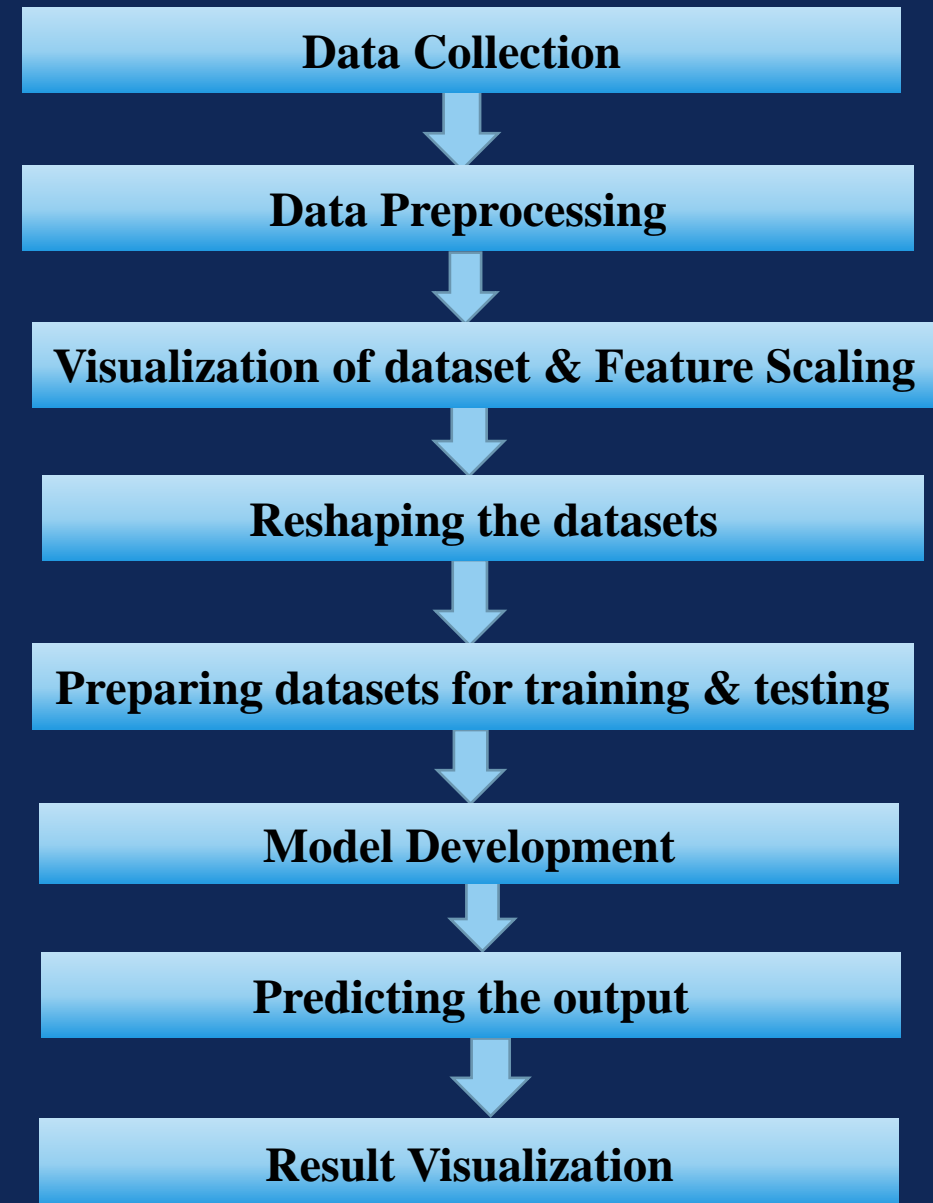 Data Collection
Data Preprocessing
Visualization of dataset & Feature Scaling
Reshaping the datasets
Preparing datasets for training & testing
Model Development
Predicting the output
Result Visualization